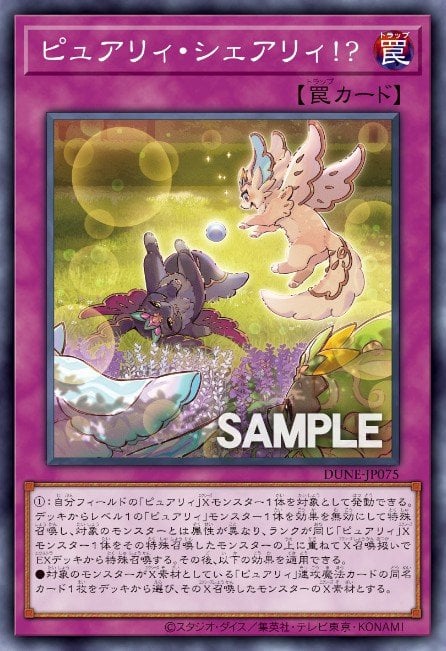 ピュアリィ・シェアリィ!?
トラップ
罠
トラップ
【罠カード】
SAMPLE
DUNE-JP075
①:自分フィールドの「ピュアリィ」Xモンスター1体を対象として発動できる。
デッキからレベル1の「ピュアリィ」モンスター1体を効果を無効にして特殊
召喚し、対象のモンスターとは属性が異なり、ランクが同じ「ピュアリィ」X
モンスター1体をその特殊召喚したモンスターの上に重ねてX召喚扱いで
EXデッキから特殊召喚する。その後、以下の効果を適用できる。
●対象のモンスターがX素材としている「ピュアリィ」速攻魔法カードの同名
カード1枚をデッキから選び、そのX召喚したモンスターのX素材とする。
©スタジオ・ダイス/集英社・テレビ東京・KONAMI